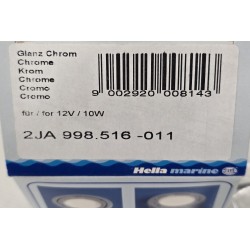 Glanz Chrom
Chrome
Krom
Chrome
Cromo
Cromo
9 002920 008143
für / for 12V / 10W
2JA 998.516 -011
Hella marine